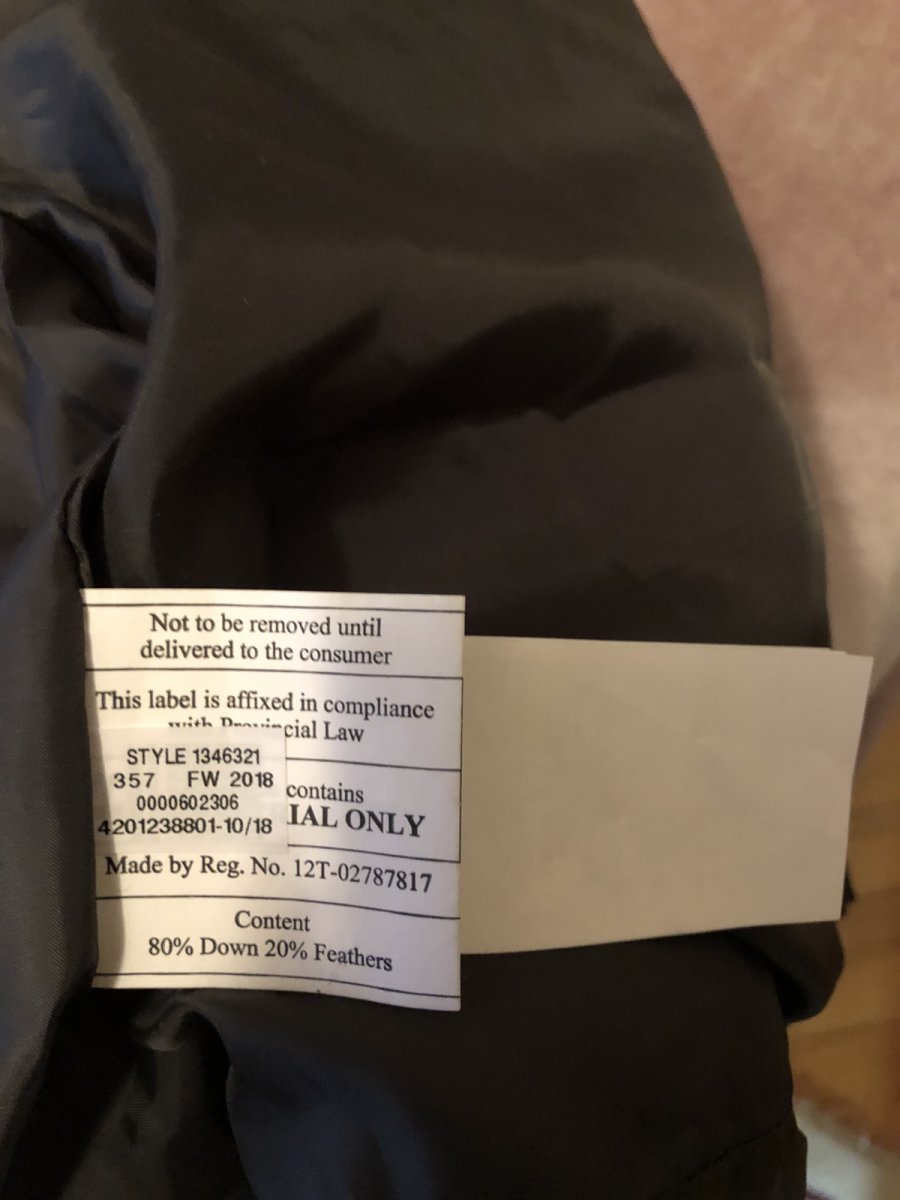 Not to be removed until
delivered to the consumer
This label is affixed in compliance
with Provincial Law
STYLE 1346321
357 FW 2018
0000602306
4201238801-10/18
contains
IAL ONLY
Made by Reg. No. 12T-02787817
Content
80% Down 20% Feathers